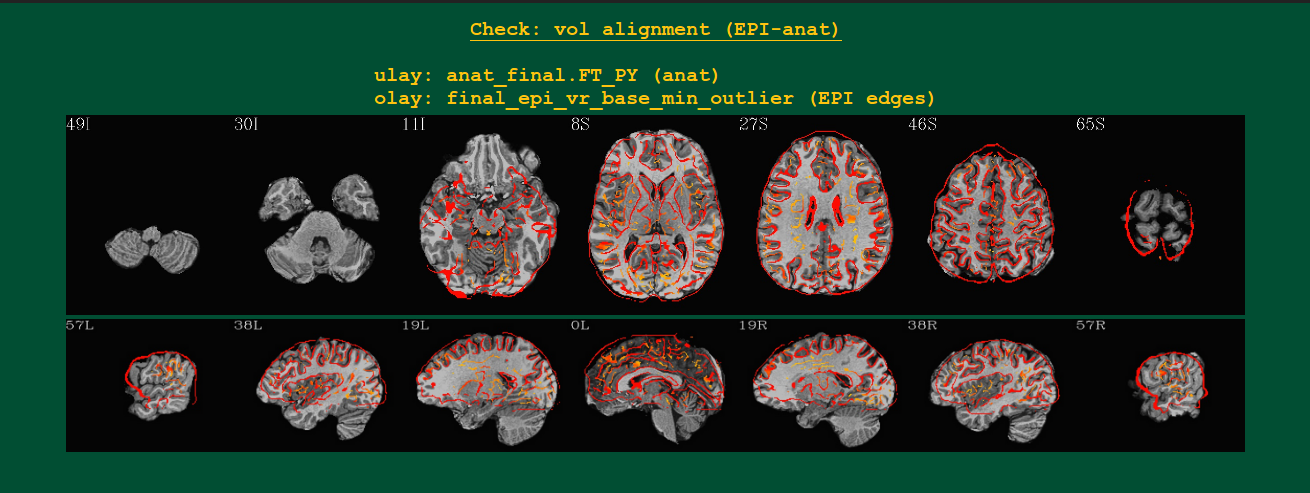 Check: vol alignment (EPI-anat)
ulay: anat_final.FT_PY (anat)
olay: final_epi_vr_base_min_outlier (EPI edges)
49I 30I 11I 8S 27S 46S 65S
57L 38L 19L 0L 19R 38R 57R